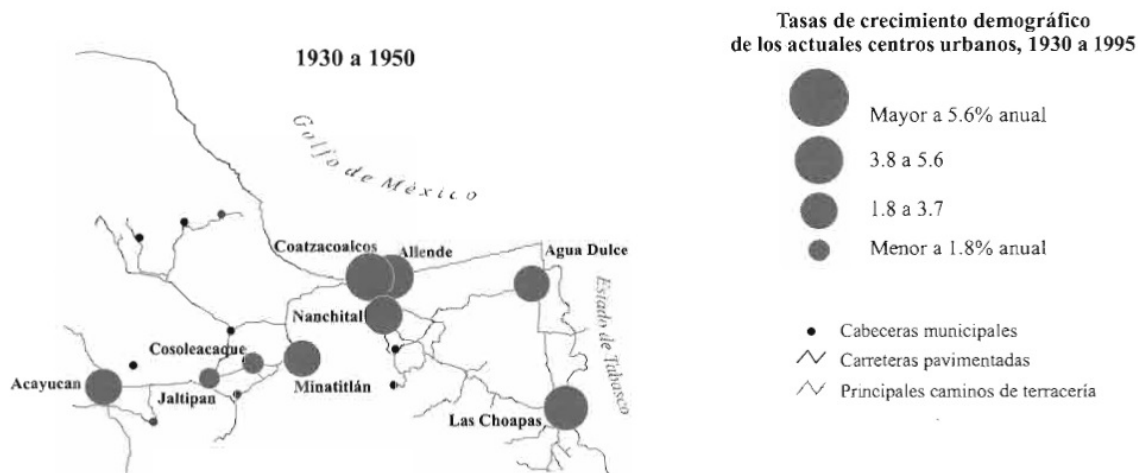 1930 a 1950
Golfo de México
Coatzacoalcos
Allende
Agua Dulce
Nanchital
Estado de Tabasco
Cosoleacaque
Acayucan
Jaltipan
Minatitlán
Las Choapas
Tasas de crecimiento demográfico
de los actuales centros urbanos, 1930 a 1995
Mayor a 5.6% anual
3.8 a 5.6
1.8 a 3.7
Menor a 1.8% anual
Cabeceras municipales
Carreteras pavimentadas
Principales caminos de terracería